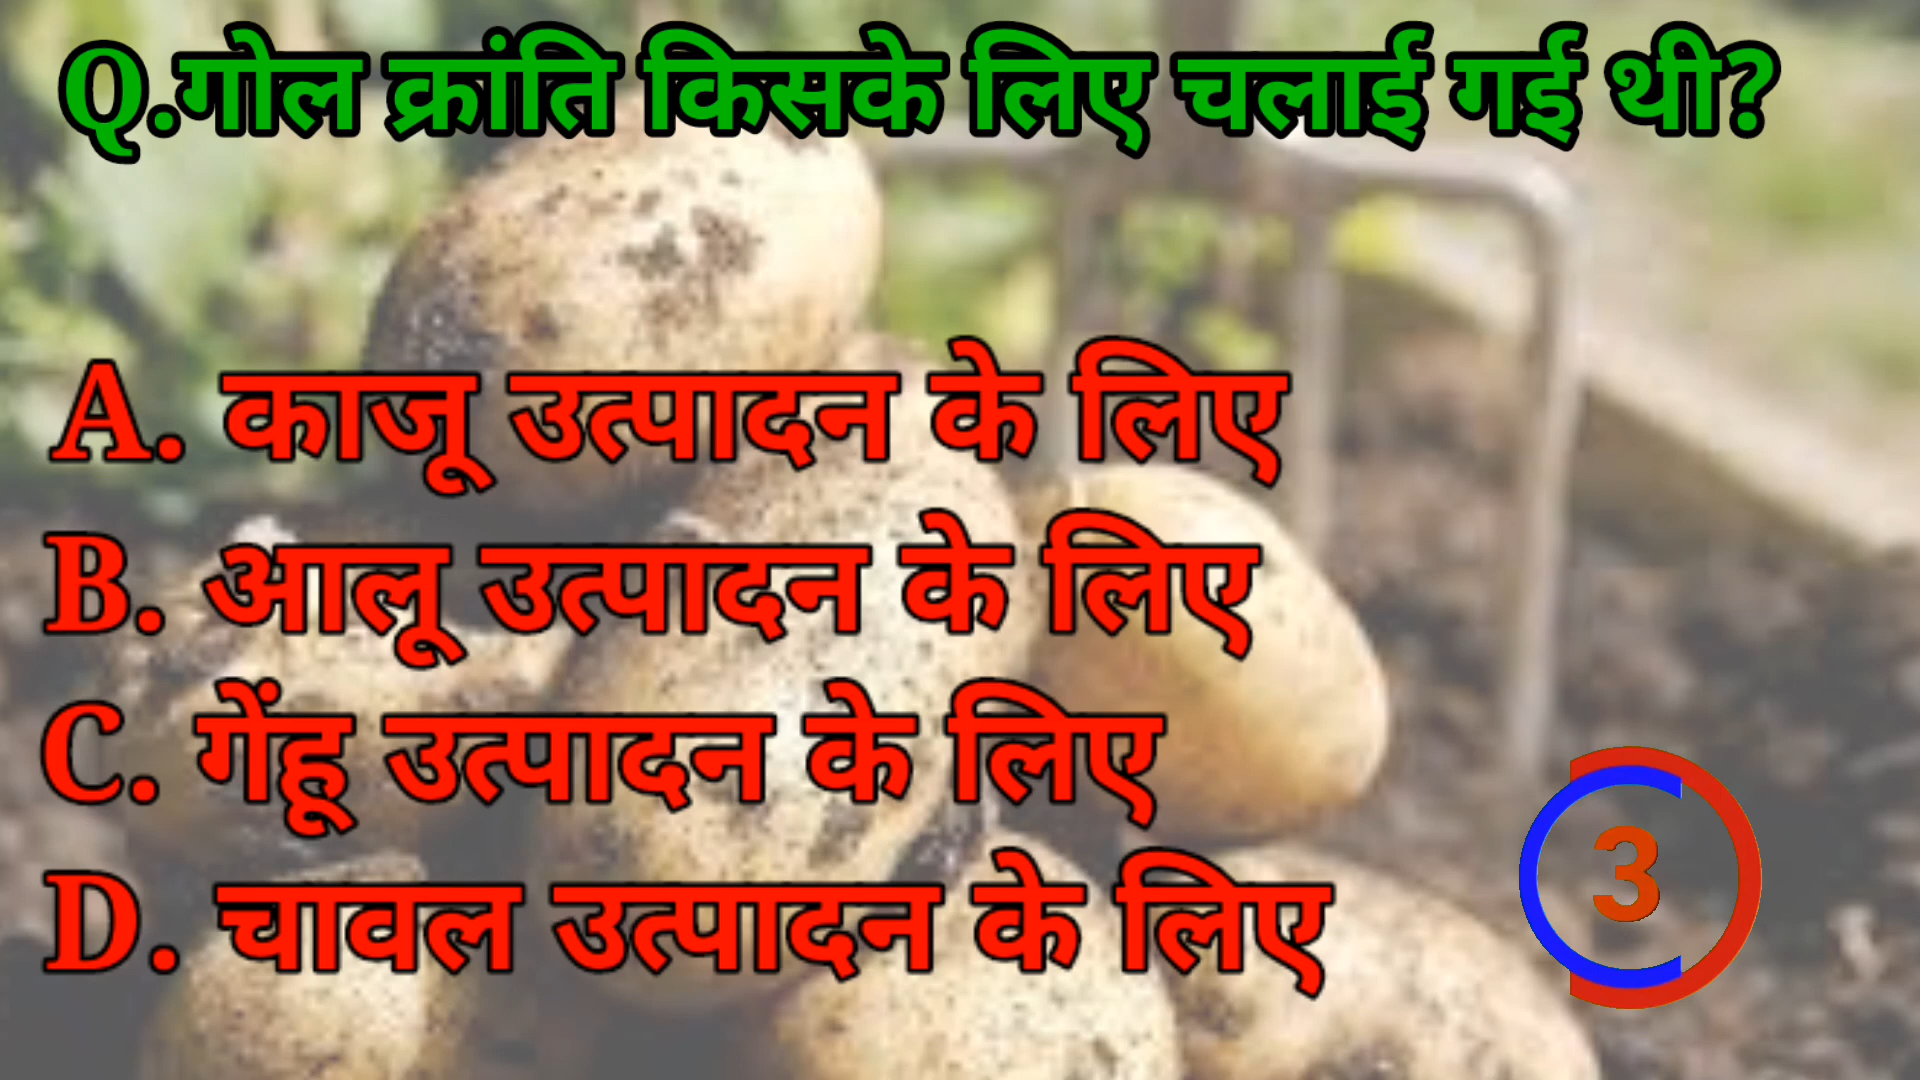 Q.गोल क्रांति किसके लिए चलाई गई थी?
A. काजू उत्पादन के लिए
B. आलू उत्पादन के लिए
C. गेंहू उत्पादन के लिए
D. चावल उत्पादन के लिए
3